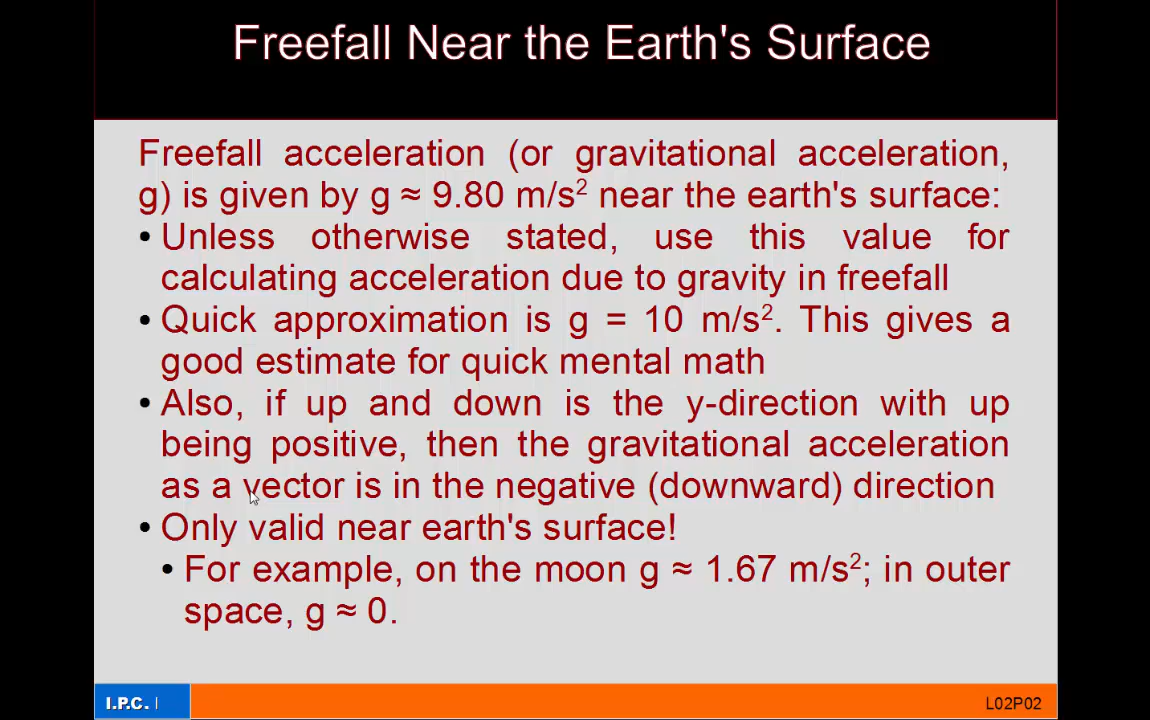 Freefall Near the Earth's Surface
Freefall acceleration (or gravitational acceleration,
g) is given by g ≈ 9.80 m/s² near the earth's surface:
• Unless otherwise stated, use this value for
calculating acceleration due to gravity in freefall
• Quick approximation is g = 10 m/s². This gives a
good estimate for quick mental math
• Also, if up and down is the y-direction with up
being positive, then the gravitational acceleration
as a vector is in the negative (downward) direction
• Only valid near earth's surface!
• For example, on the moon g ≈ 1.67 m/s²; in outer
space, g ≈ 0.
I.P.C. I
L02P02